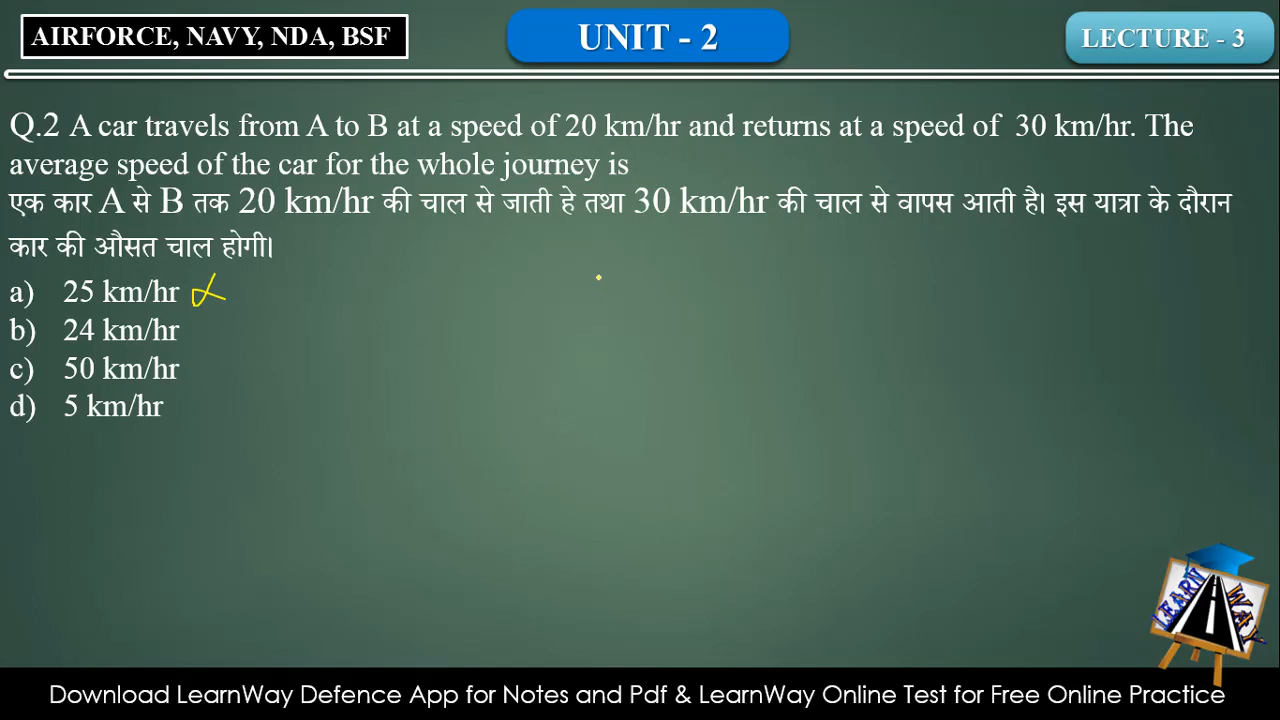 AIRFORCE, NAVY, NDA, BSF
UNIT - 2
LECTURE - 3
Q.2 A car travels from A to B at a speed of 20 km/hr and returns at a speed of 30 km/hr. The
average speed of the car for the whole journey is
एक कार A से B तक 20 km/hr की चाल से जाती हे तथा 30 km/hr की चाल से वापस आती है। इस यात्रा के दौरान
कार की औसत चाल होगी।
a) 25 km/hr
b) 24 km/hr
c) 50 km/hr
d) 5 km/hr
LEARN WAY
Download LearnWay Defence App for Notes and Pdf & LearnWay Online Test for Free Online Practice